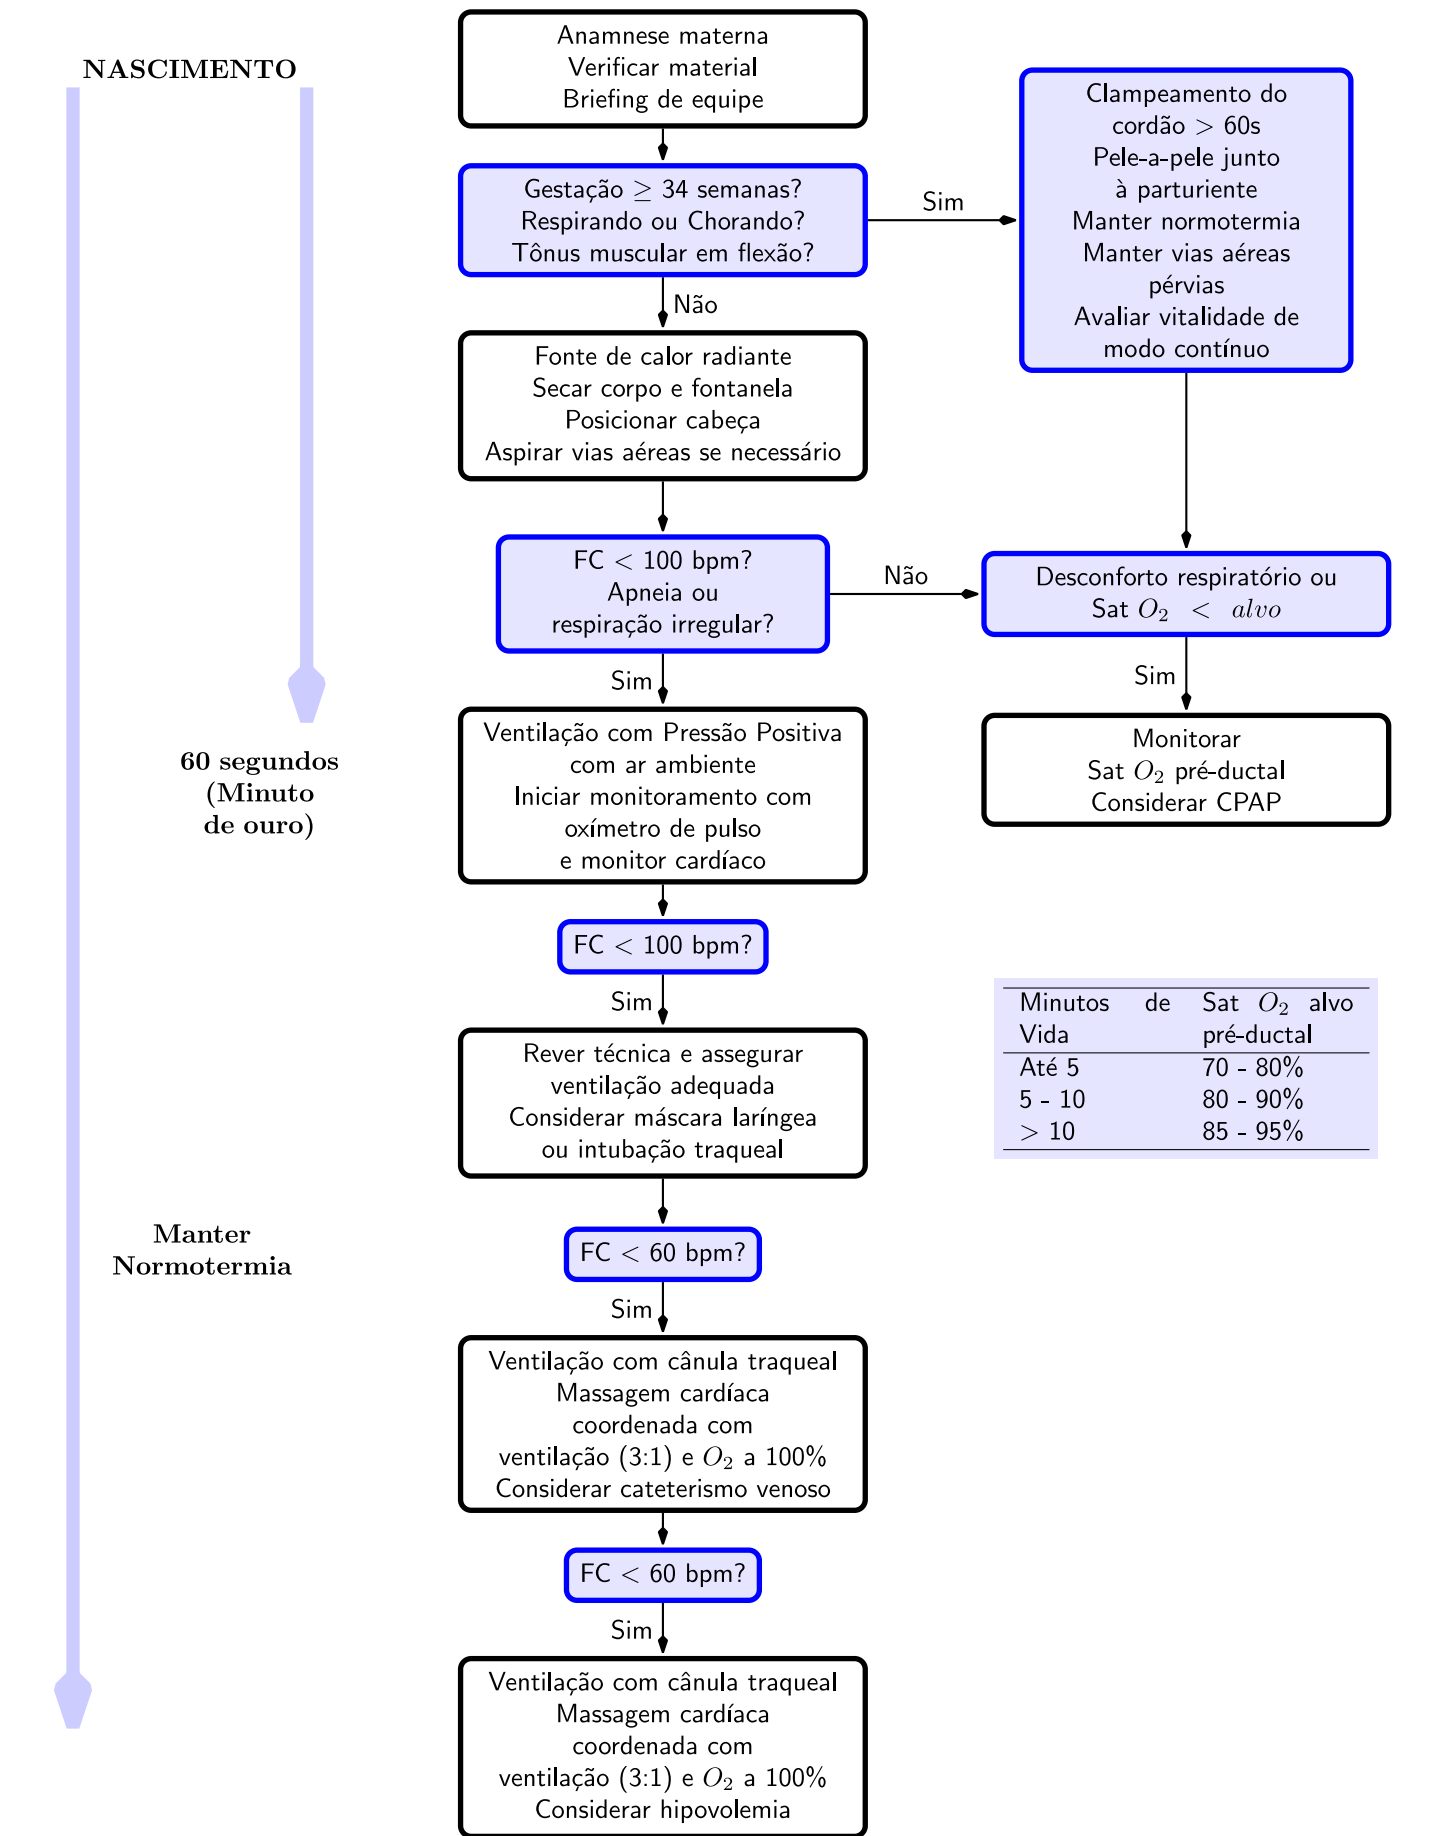 NASCIMENTO
Anamnese materna
Verificar material
Briefing de equipe
Gestação ≥ 34 semanas?
Respirando ou Chorando?
Tônus muscular em flexão?
Sim
Clampeamento do
cordão > 60s
Pele-a-pele junto
à parturiente
Manter normotermia
Manter vias aéreas
pérvias
Avaliar vitalidade de
modo contínuo
Não
Fonte de calor radiante
Secar corpo e fontanela
Posicionar cabeça
Aspirar vias aéreas se necessário
FC < 100 bpm?
Apneia ou
respiração irregular?
Não
Desconforto respiratório ou
Sat O₂ < alvo
Sim
Monitorar
Sat O₂ pré-ductal
Considerar CPAP
Sim
60 segundos
(Minuto
de ouro)
Ventilação com Pressão Positiva
com ar ambiente
Iniciar monitoramento com
oxímetro de pulso
e monitor cardíaco
FC < 100 bpm?
Sim
Rever técnica e assegurar
ventilação adequada
Considerar máscara laríngea
ou intubação traqueal
Minutos de Sat O₂ alvo
Vida pré-ductal
Até 5 70 - 80%
5 - 10 80 - 90%
> 10 85 - 95%
Manter
Normotermia
FC < 60 bpm?
Sim
Ventilação com cânula traqueal
Massagem cardíaca
coordenada com
ventilação (3:1) e O₂ a 100%
Considerar cateterismo venoso
FC < 60 bpm?
Sim
Ventilação com cânula traqueal
Massagem cardíaca
coordenada com
ventilação (3:1) e O₂ a 100%
Considerar hipovolemia